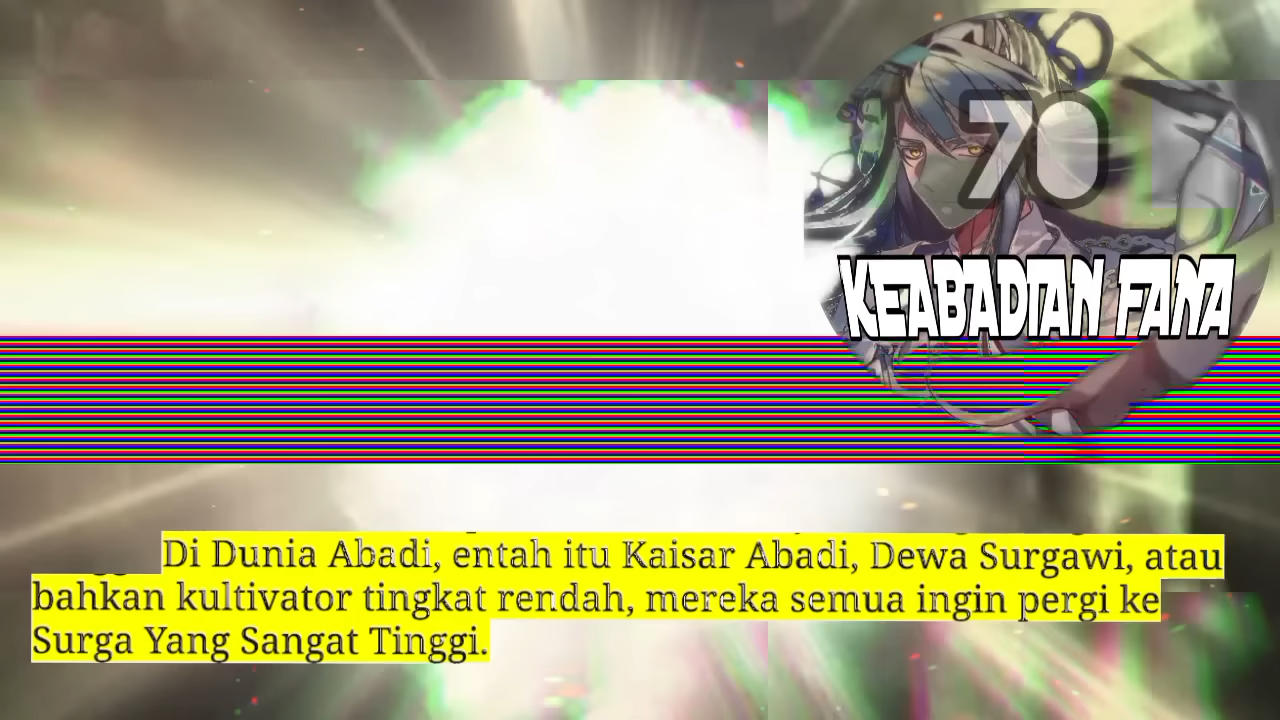 70
KEABADIAN FANA
Di Dunia Abadi, entah itu Kaisar Abadi, Dewa Surgawi, atau
bahkan kultivator tingkat rendah, mereka semua ingin pergi ke
Surga Yang Sangat Tinggi.